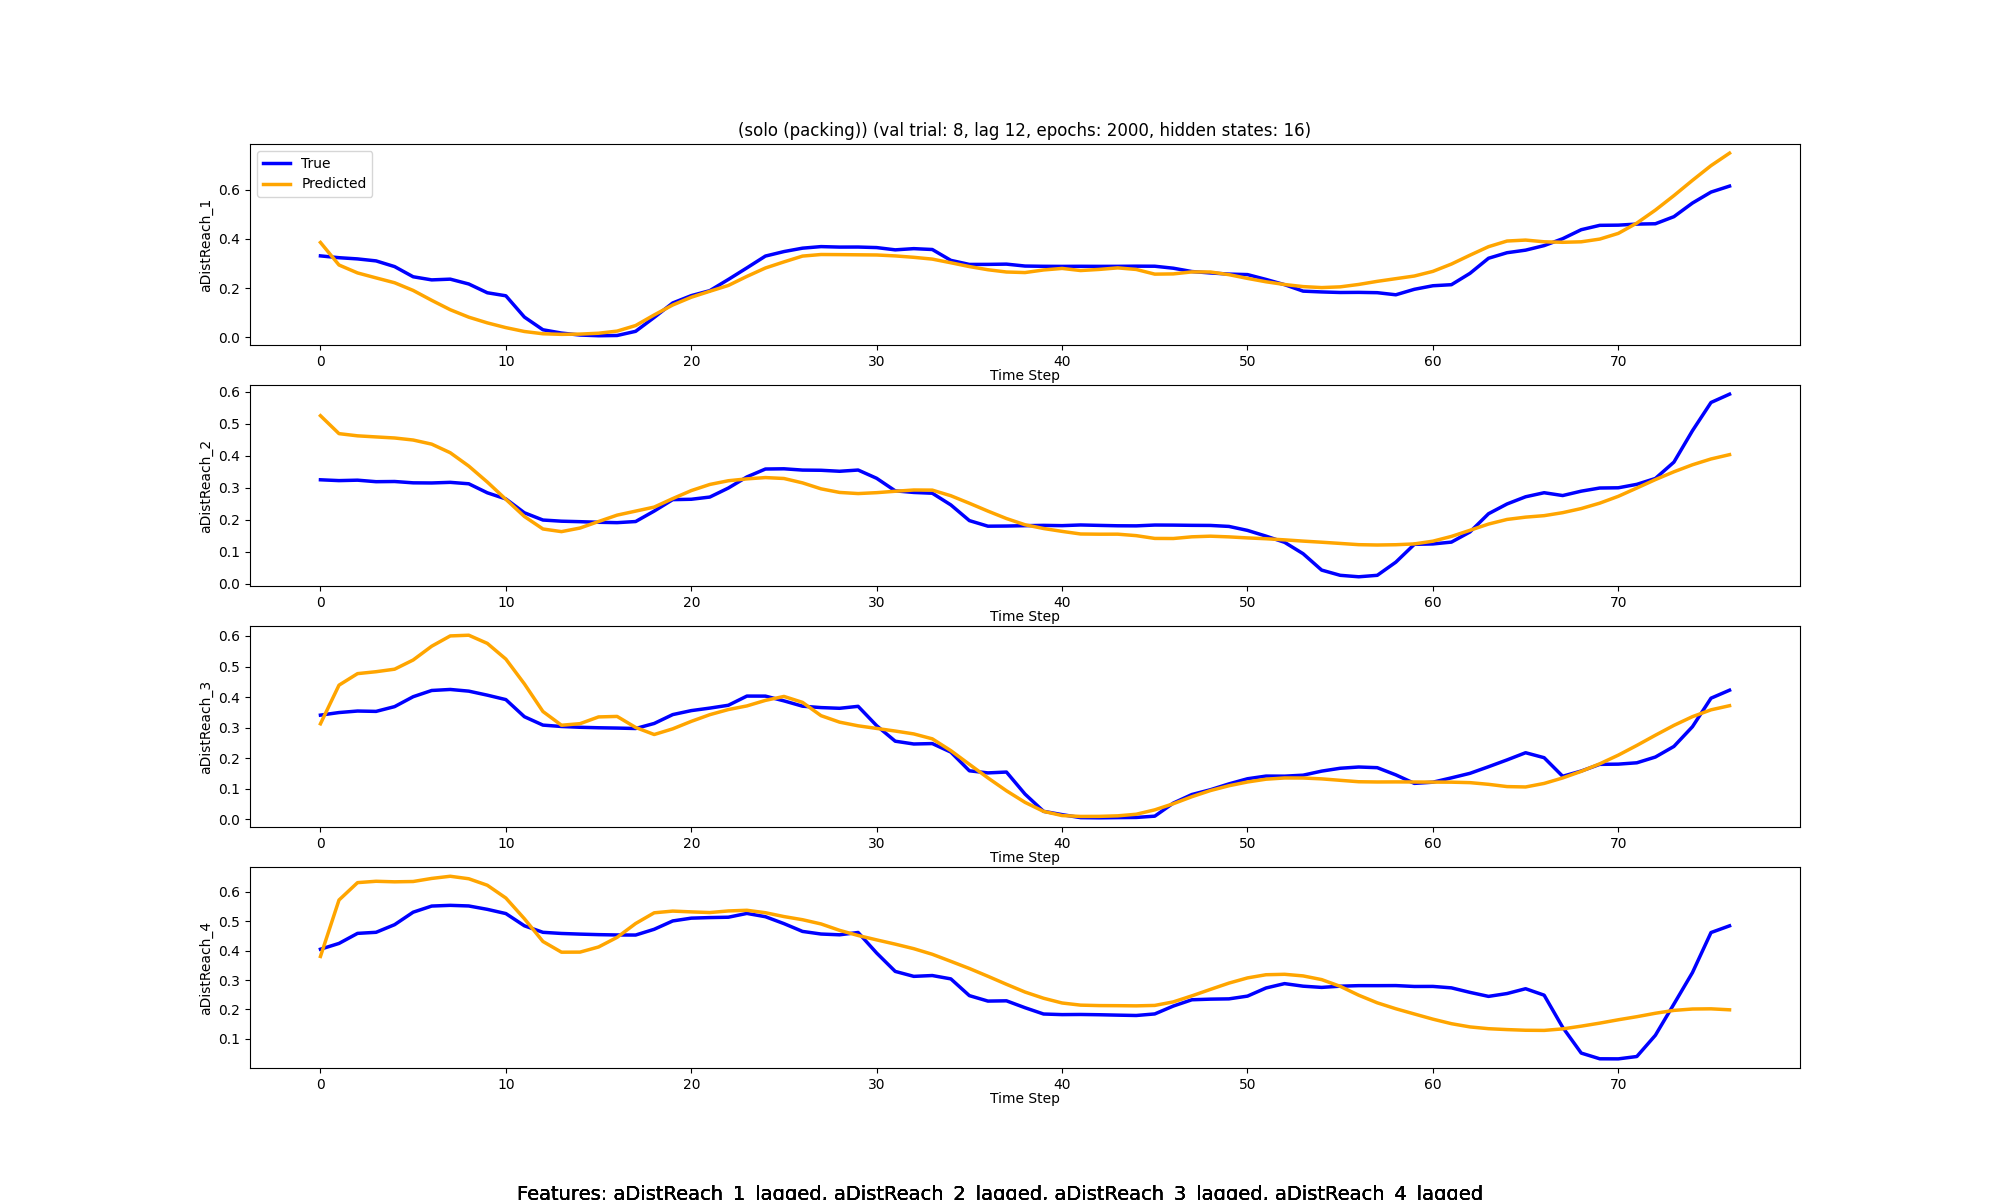 (solo (packing)) (val trial: 8, lag 12, epochs: 2000, hidden states: 16)
True
Predicted
aDistReach_1
0.6
0.4
0.2
0.0
0 10 20 30 40 50 60 70
Time Step
aDistReach_2
0.6
0.5
0.4
0.3
0.2
0.1
0.0
0 10 20 30 40 50 60 70
Time Step
aDistReach_3
0.6
0.5
0.4
0.3
0.2
0.1
0.0
0 10 20 30 40 50 60 70
Time Step
aDistReach_4
0.6
0.5
0.4
0.3
0.2
0.1
0 10 20 30 40 50 60 70
Time Step
Features: aDistReach_1_lagged, aDistReach_2_lagged, aDistReach_3_lagged, aDistReach_4_lagged